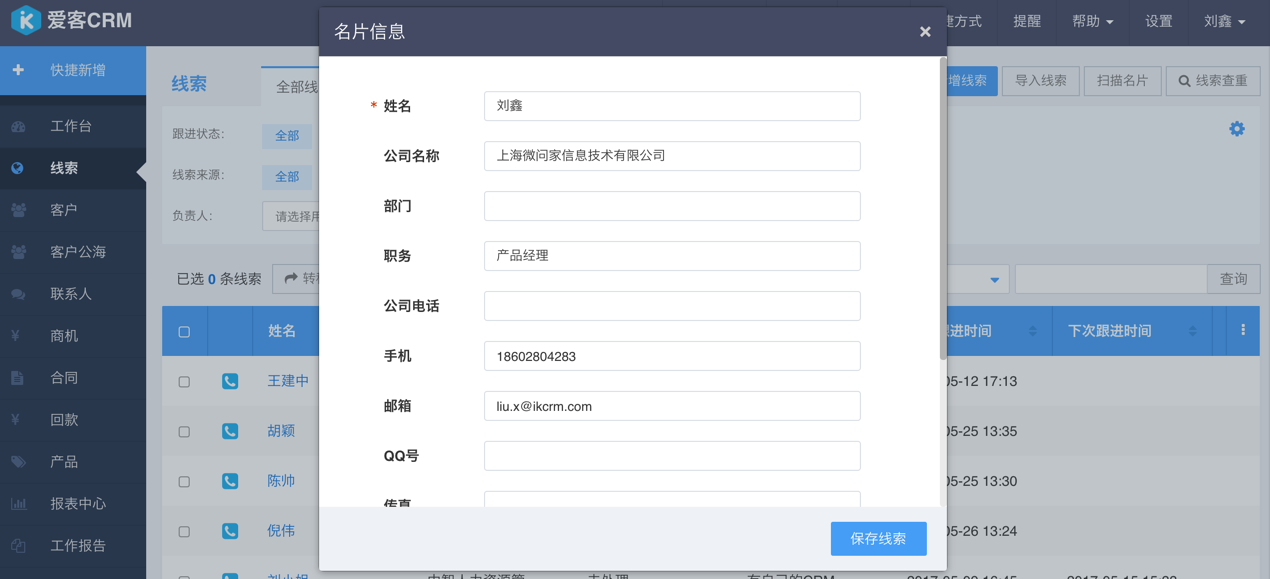 爱客CRM
捷方式
提醒
帮助
设置
刘鑫
快捷新增
工作台
线索
客户
客户公海
联系人
商机
合同
回款
产品
报表中心
工作报告
线索
全部线
增线索
导入线索
扫描名片
线索查重
跟进状态:
全部
线索来源:
全部
负责人:
请选择用
已选 0 条线索
查询
姓名
跟进时间
下次跟进时间
王建中
05-12 17:13
胡颖
05-25 13:35
陈帅
05-25 13:30
倪伟
05-26 13:24
名片信息
×
* 姓名
刘鑫
公司名称
上海微问家信息技术有限公司
部门
职务
产品经理
公司电话
手机
18602804283
邮箱
liu.x@ikcrm.com
QQ号
传真
保存线索